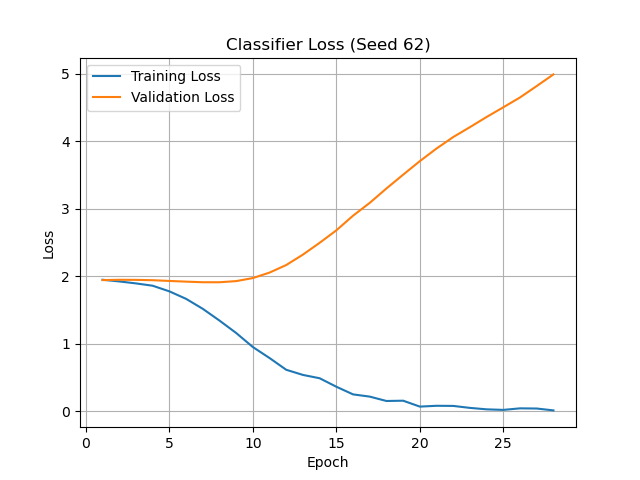 Classifier Loss (Seed 62)
Training Loss
Validation Loss
5
4
3
2
1
0
Loss
0 5 10 15 20 25
Epoch